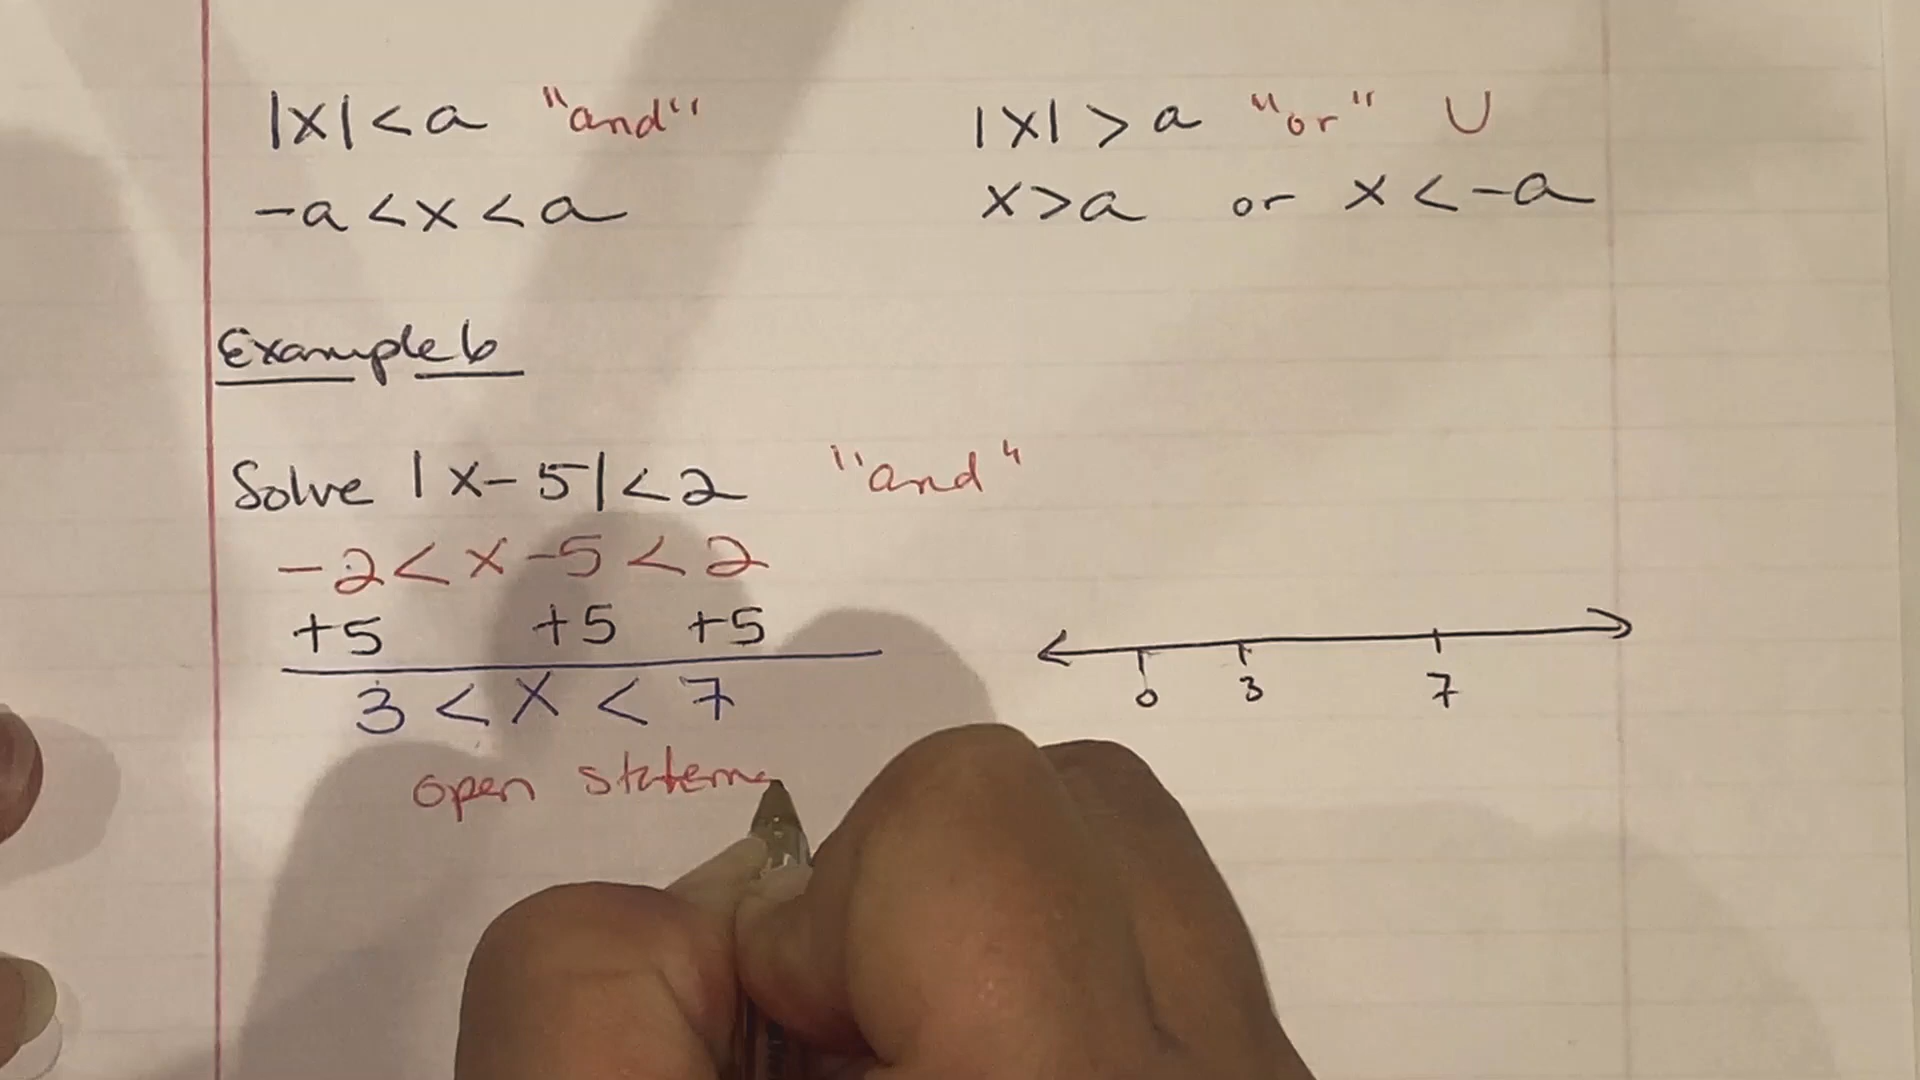 |x| < a "and"
|x| > a "or" ∪
-a < x < a
x > a or x < -a
Example 6
Solve |x - 5| < 2 "and"
-2 < x - 5 < 2
+5 +5 +5
3 < x < 7
0 3 7
open stateme